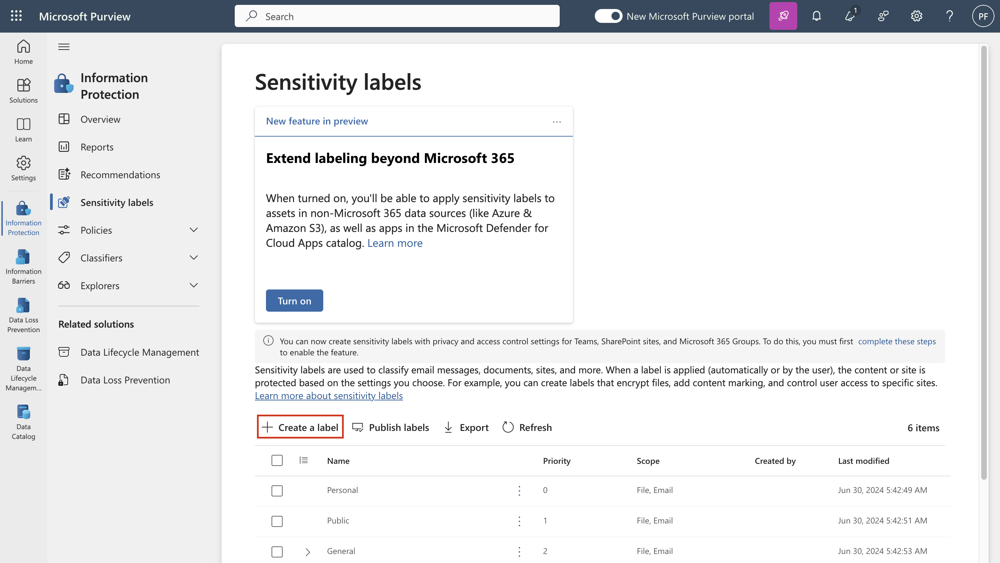 Microsoft Purview
Search
New Microsoft Purview portal
1
PF
Home
Solutions
Learn
Settings
Information
Protection
Information
Barriers
Data Loss
Prevention
Data
Lifecycle
Managem...
Data
Catalog
Information
Protection
Overview
Reports
Recommendations
Sensitivity labels
Policies
Classifiers
Explorers
Related solutions
Data Lifecycle Management
Data Loss Prevention
Sensitivity labels
New feature in preview
...
Extend labeling beyond Microsoft 365
When turned on, you'll be able to apply sensitivity labels to
assets in non-Microsoft 365 data sources (like Azure &
Amazon S3), as well as apps in the Microsoft Defender for
Cloud Apps catalog. Learn more
Turn on
You can now create sensitivity labels with privacy and access control settings for Teams, SharePoint sites, and Microsoft 365 Groups. To do this, you must first complete these steps
to enable the feature.
Sensitivity labels are used to classify email messages, documents, sites, and more. When a label is applied (automatically or by the user), the content or site is
protected based on the settings you choose. For example, you can create labels that encrypt files, add content marking, and control user access to specific sites.
Learn more about sensitivity labels
Create a label Publish labels Export Refresh 6 items
Name Priority Scope Created by Last modified
Personal 0 File, Email Jun 30, 2024 5:42:49 AM
Public 1 File, Email Jun 30, 2024 5:42:51 AM
General 2 File, Email Jun 30, 2024 5:42:53 AM